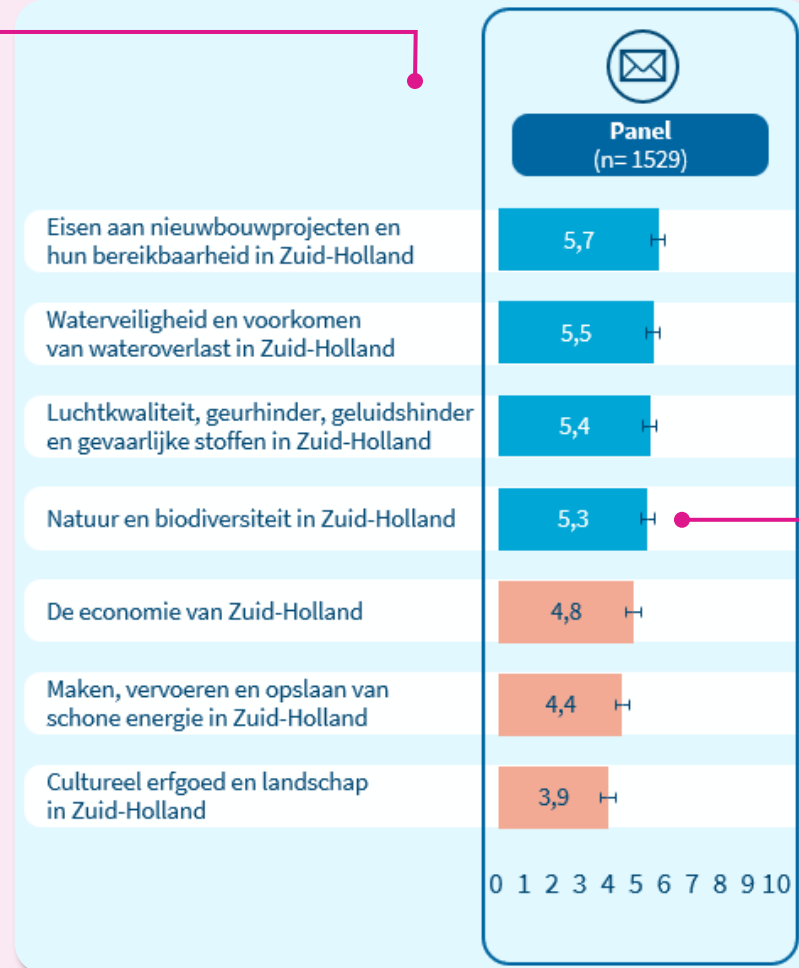 Panel
(n= 1529)
Eisen aan nieuwbouwprojecten en
hun bereikbaarheid in Zuid-Holland
5,7
Waterveiligheid en voorkomen
van wateroverlast in Zuid-Holland
5,5
Luchtkwaliteit, geurhinder, geluidshinder
en gevaarlijke stoffen in Zuid-Holland
5,4
Natuur en biodiversiteit in Zuid-Holland
5,3
De economie van Zuid-Holland
4,8
Maken, vervoeren en opslaan van
schone energie in Zuid-Holland
4,4
Cultureel erfgoed en landschap
in Zuid-Holland
3,9
0 1 2 3 4 5 6 7 8 9 10